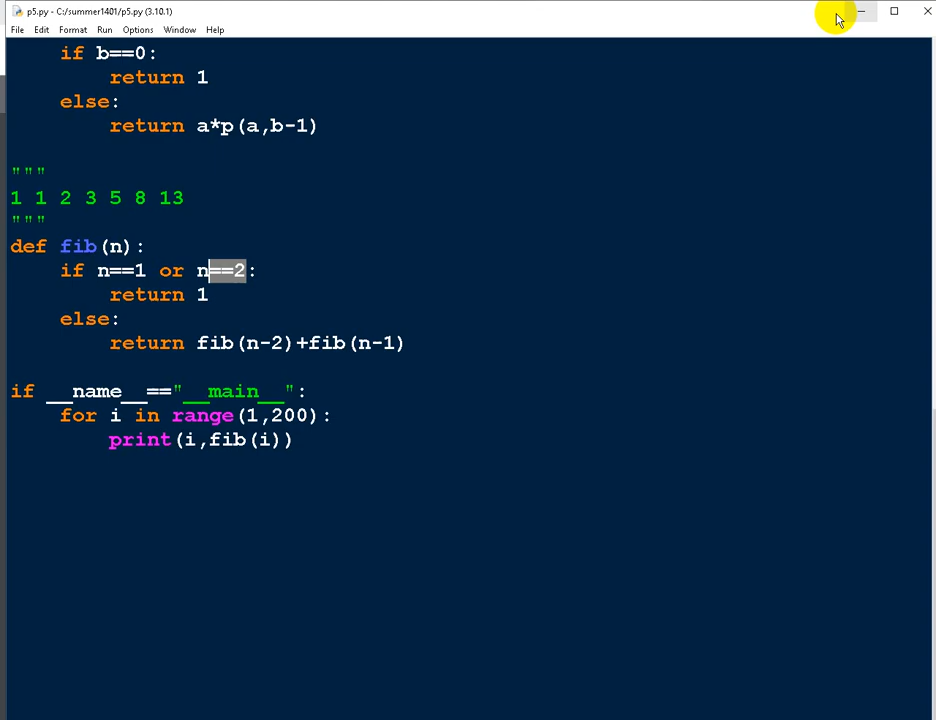 p5.py - C:/summer1401/p5.py (3.10.1)
File Edit Format Run Options Window Help
    if b==0:
        return 1
    else:
        return a*p(a,b-1)

"""
1 1 2 3 5 8 13
"""
def fib(n):
    if n==1 or n==2:
        return 1
    else:
        return fib(n-2)+fib(n-1)

if __name__=="__main__":
    for i in range(1,200):
        print(i,fib(i))